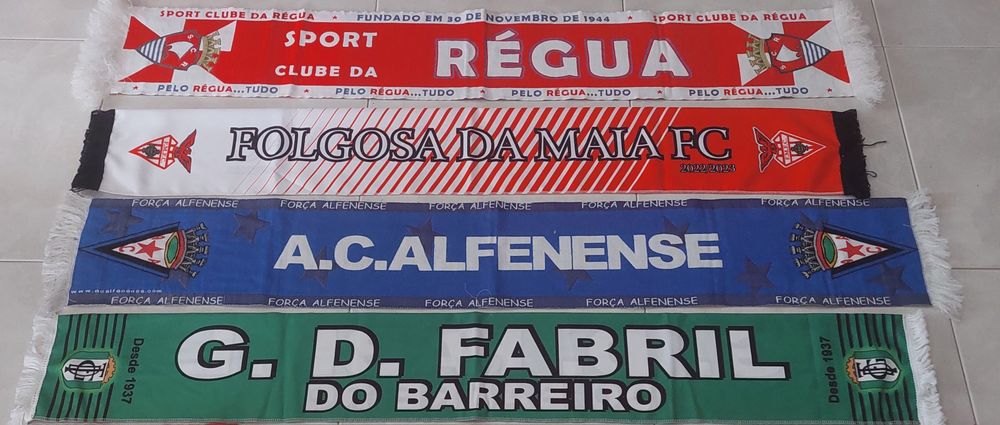 SPORT CLUBE DA RÉGUA ★ FUNDADO EM 30 DE NOVEMBRO DE 1944 ★ SPORT CLUBE DA RÉGUA
SPORT
CLUBE DA
RÉGUA
PELO RÉGUA...TUDO ★ PELO RÉGUA...TUDO ★ PELO RÉGUA...TUDO ★ PELO RÉGUA...TUDO
FOLGOSA DA MAIA FC
2022/2023
FORÇA ALFENENSE FORÇA ALFENENSE FORÇA ALFENENSE FORÇA ALFENENSE FORÇA ALFENENSE
A.C.ALFENENSE
www.acalfenense.com
FORÇA ALFENENSE FORÇA ALFENENSE FORÇA ALFENENSE FORÇA ALFENENSE FORÇA ALFENENSE
Desde 1937
G. D. FABRIL
DO BARREIRO
Desde 1937